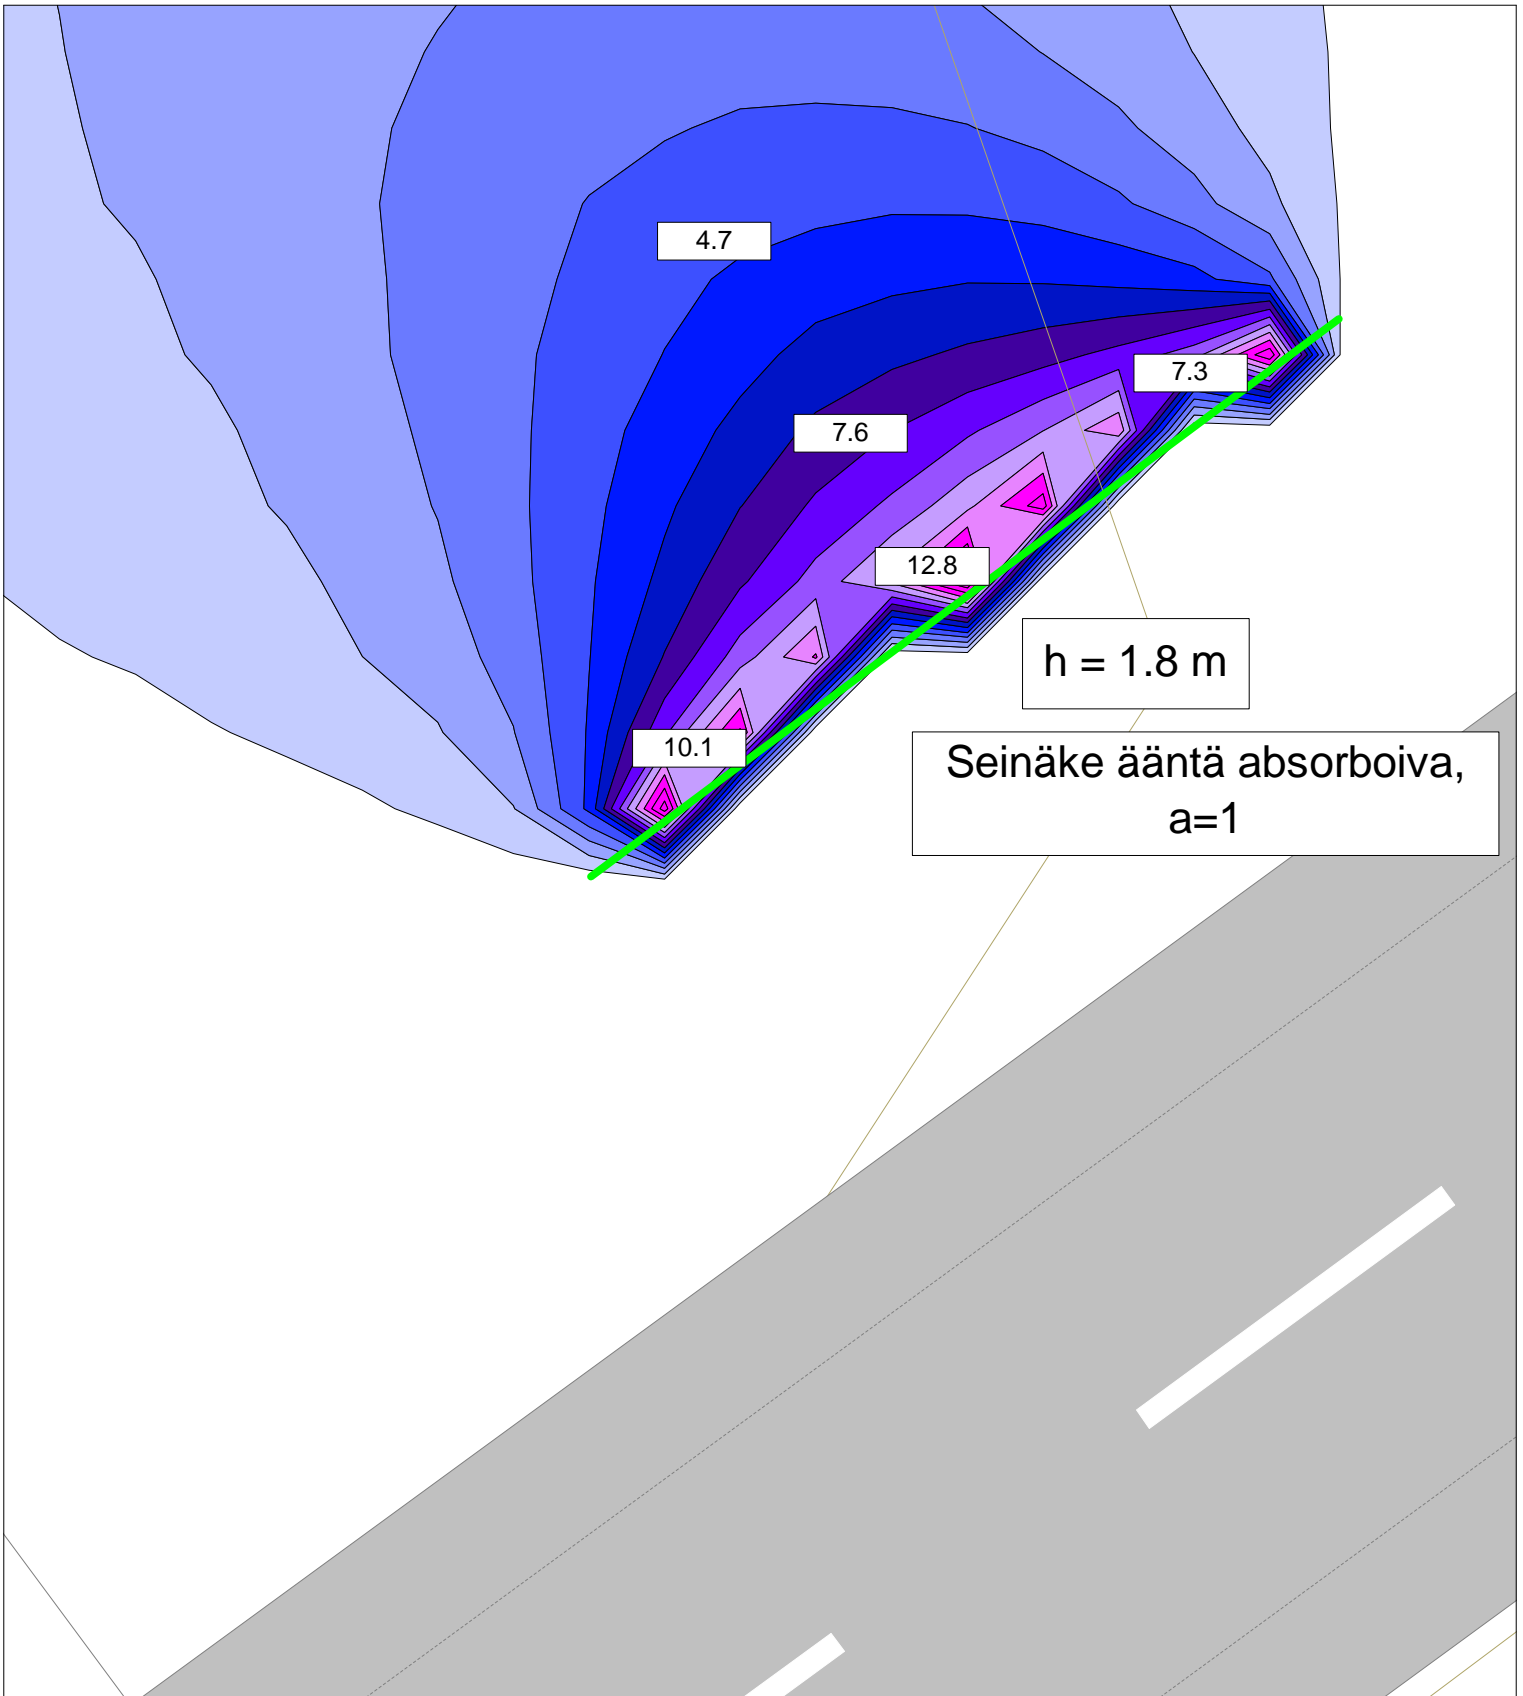 4.7
7.3
7.6
12.8
h = 1.8 m
10.1
Seinäke ääntä absorboiva,
a=1